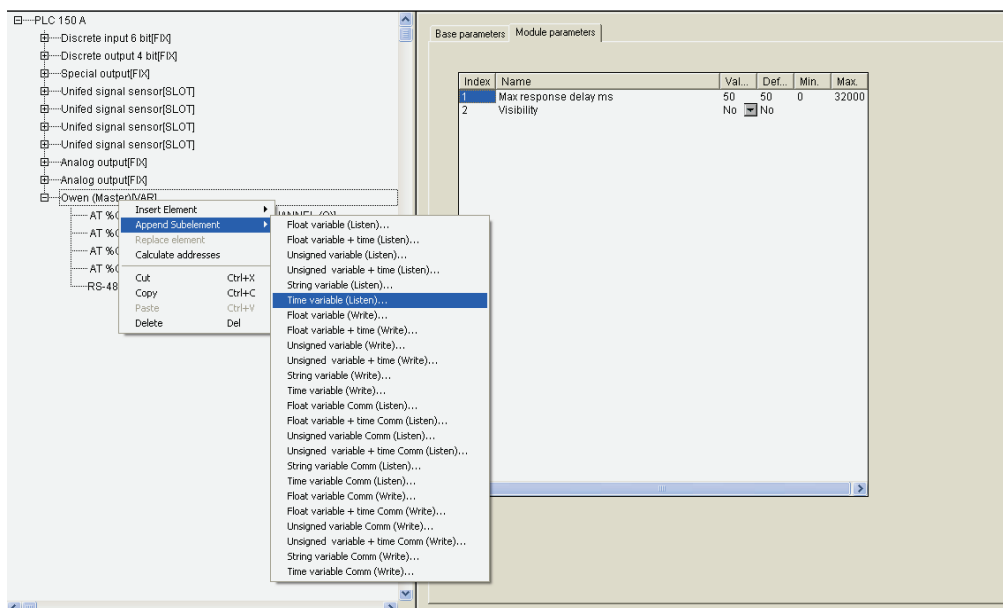 PLC 150 A
Discrete input 6 bit[FIX]
Discrete output 4 bit[FIX]
Special output[FIX]
Unifed signal sensor[SLOT]
Unifed signal sensor[SLOT]
Unifed signal sensor[SLOT]
Unifed signal sensor[SLOT]
Analog output[FIX]
Analog output[FIX]
Owen (Master)[VAR]
AT %
AT %
AT %
AT %
RS-48
Insert Element
Append Subelement
Replace element
Calculate addresses
Cut Ctrl+X
Copy Ctrl+C
Paste Ctrl+V
Delete Del
Float variable (Listen)...
Float variable + time (Listen)...
Unsigned variable (Listen)...
Unsigned variable + time (Listen)...
String variable (Listen)...
Time variable (Listen)...
Float variable (Write)...
Float variable + time (Write)...
Unsigned variable (Write)...
Unsigned variable + time (Write)...
String variable (Write)...
Time variable (Write)...
Float variable Comm (Listen)...
Float variable + time Comm (Listen)...
Unsigned variable Comm (Listen)...
Unsigned variable + time Comm (Listen)...
String variable Comm (Listen)...
Time variable Comm (Listen)...
Float variable Comm (Write)...
Float variable + time Comm (Write)...
Unsigned variable Comm (Write)...
Unsigned variable + time Comm (Write)...
String variable Comm (Write)...
Time variable Comm (Write)...
Base parameters Module parameters
Index Name Val... Def... Min. Max.
1 Max response delay ms 50 50 0 32000
2 Visibility No No